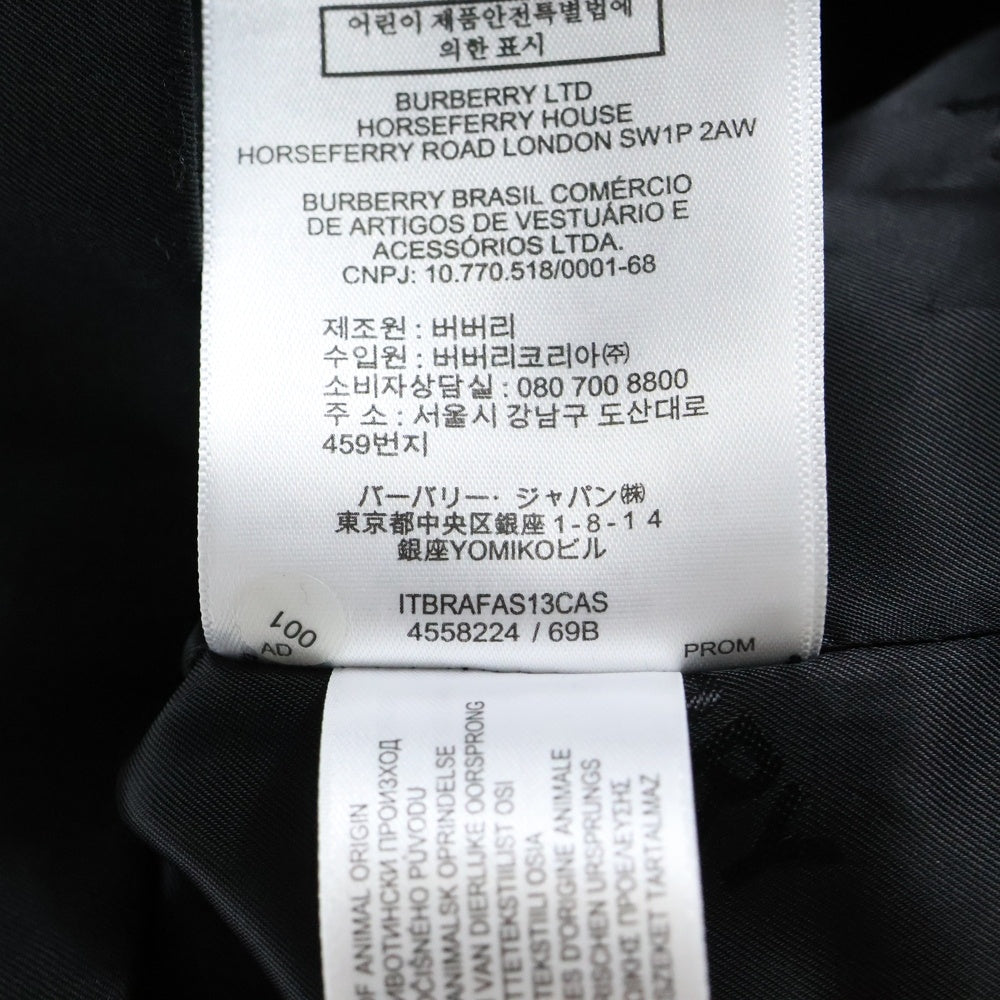 어린이 제품안전특별법에
의한 표시
BURBERRY LTD
HORSEFERRY HOUSE
HORSEFERRY ROAD LONDON SW1P 2AW
BURBERRY BRASIL COMÉRCIO
DE ARTIGOS DE VESTUÁRIO E
ACESSÓRIOS LTDA.
CNPJ: 10.770.518/0001-68
제조원 : 버버리
수입원 : 버버리코리아㈜
소비자상담실 : 080 700 8800
주 소 : 서울시 강남구 도산대로
459번지
バーバリー・ジャパン㈱
東京都中央区銀座 1-8-14
銀座YOMIKOビル
ITBRAFAS13CAS
4558224 / 69B
001
AD
PROM
OF ANIMAL ORIGIN
ПРОИЗХОД
PŮVODU
ANIMALSK OPRINDELSE
VAN DIERLIJKE OORSPRONG
OSI
OSIA
D'ORIGINE ANIMALE
URSPRUNGS
ΠΡΟΕΛΕΥΣΗΣ
TARTALMAZ